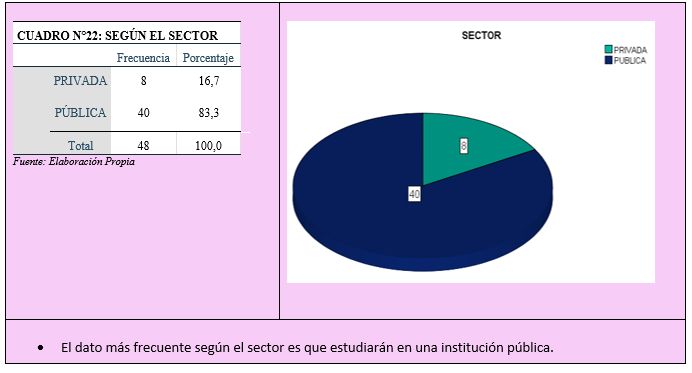 CUADRO N°22: SEGÚN EL SECTOR
Frecuencia Porcentaje
PRIVADA 8 16,7
PÚBLICA 40 83,3
Total 48 100,0
Fuente: Elaboración Propia
SECTOR
PRIVADA
PUBLICA
8
40
• El dato más frecuente según el sector es que estudiarán en una institución pública.